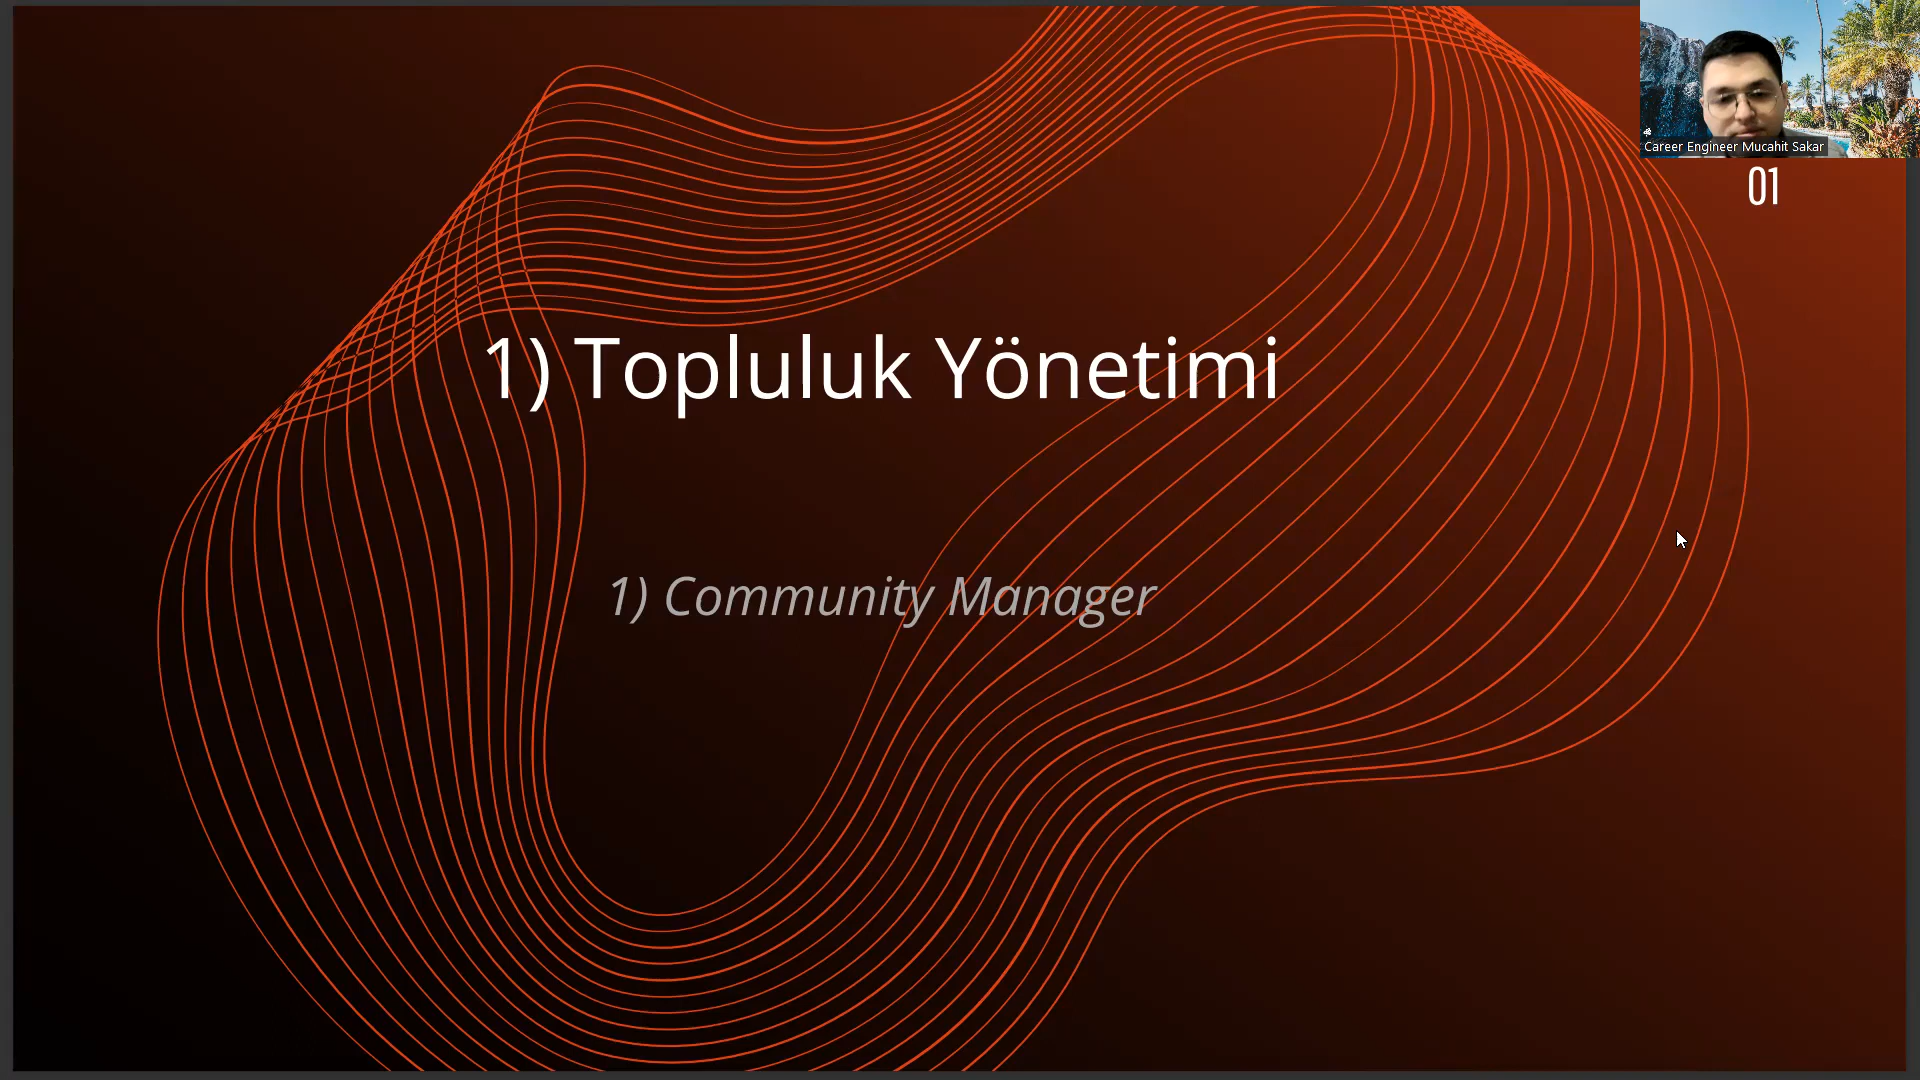 Career Engineer Mucahit Sakar
01
1) Topluluk Yönetimi
1) Community Manager